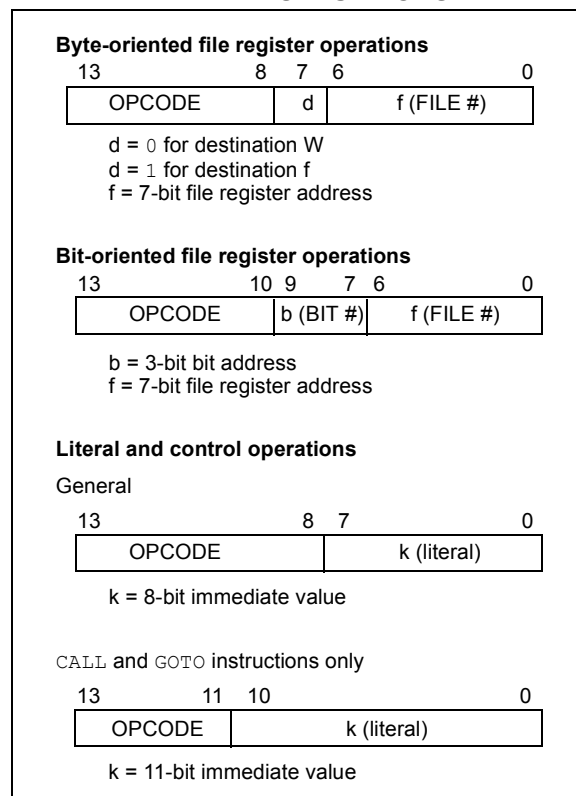 Byte-oriented file register operations
13 8 7 6 0
OPCODE d f (FILE #)
d = 0 for destination W
d = 1 for destination f
f = 7-bit file register address
Bit-oriented file register operations
13 10 9 7 6 0
OPCODE b (BIT #) f (FILE #)
b = 3-bit bit address
f = 7-bit file register address
Literal and control operations
General
13 8 7 0
OPCODE k (literal)
k = 8-bit immediate value
CALL and GOTO instructions only
13 11 10 0
OPCODE k (literal)
k = 11-bit immediate value